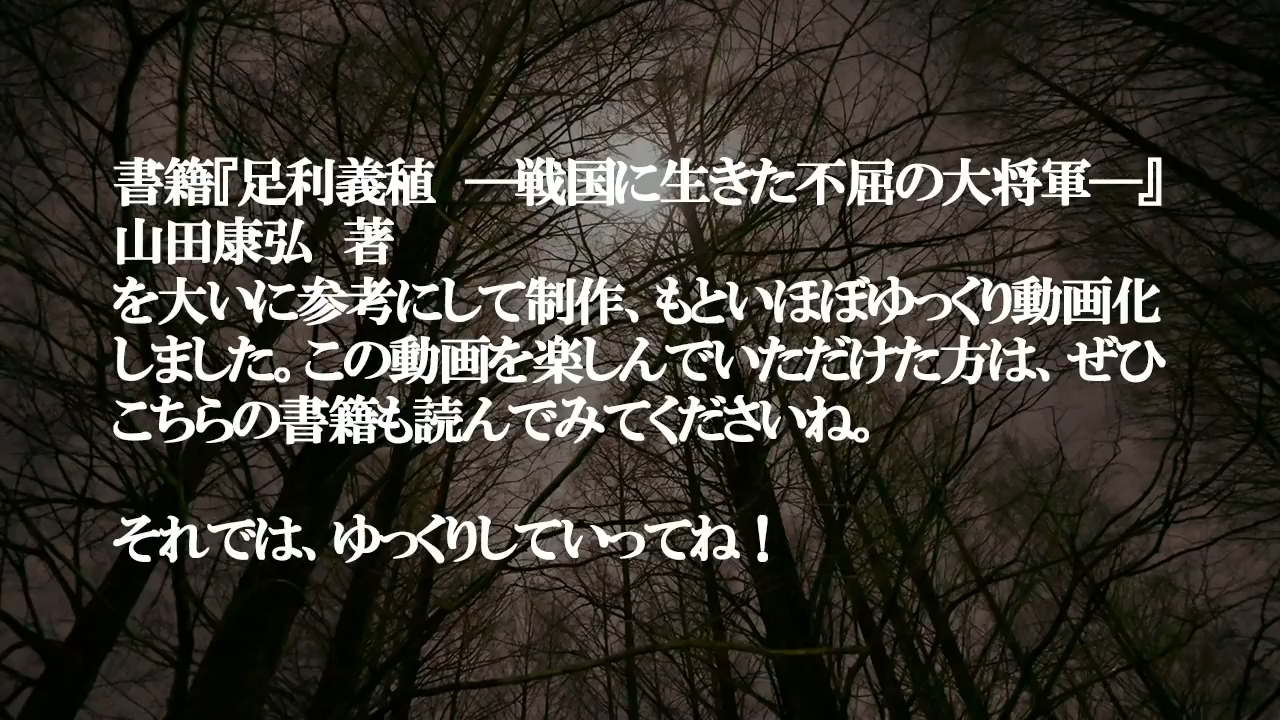 書籍『足利義稙　―戦国に生きた不屈の大将軍―』
山田康弘　著
を大いに参考にして制作、もといほぼゆっくり動画化
しました。この動画を楽しんでいただけた方は、ぜひ
こちらの書籍も読んでみてくださいね。
それでは、ゆっくりしていってね！